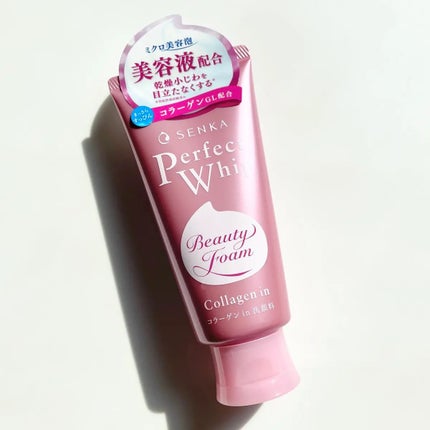 ミクロ美容泡
美容液配合
乾燥小じわを
目立たなくする*
コラーゲンGL配合
SENKA
Perfect
Whip
Beauty
Foam
Collagen in
コラーゲン in 洗顔料